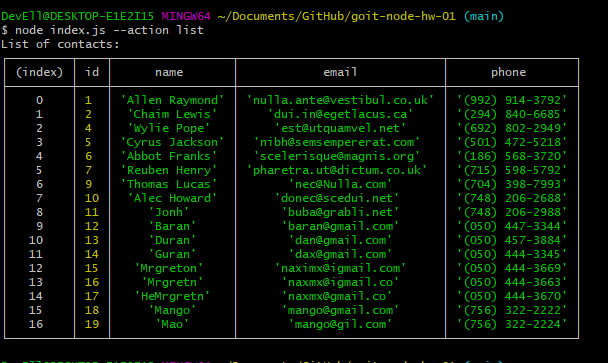 DevEll@DESKTOP-E1E2I15 MINGW64 ~/Documents/GitHub/goit-node-hw-01 (main)
$ node index.js --action list
List of contacts:
(index) id name email phone
0 1 'Allen Raymond' 'nulla.ante@vestibul.co.uk' '(992) 914-3792'
1 2 'Chaim Lewis' 'dui.in@egetlacus.ca' '(294) 840-6685'
2 4 'Wylie Pope' 'est@utquamvel.net' '(692) 802-2949'
3 5 'Cyrus Jackson' 'nibh@semsempererat.com' '(501) 472-5218'
4 6 'Abbot Franks' 'scelerisque@magnis.org' '(186) 568-3720'
5 7 'Reuben Henry' 'pharetra.ut@dictum.co.uk' '(715) 598-5792'
6 9 'Thomas Lucas' 'nec@Nulla.com' '(704) 398-7993'
7 10 'Alec Howard' 'donec@scedui.net' '(748) 206-2688'
8 11 'Jonh' 'buba@grabli.net' '(748) 206-2988'
9 12 'Baran' 'baran@gmail.com' '(050) 447-3344'
10 13 'Duran' 'dan@gmail.com' '(050) 457-3884'
11 14 'Guran' 'dax@gmail.com' '(050) 444-3345'
12 15 'Mrgreton' 'naximx@igmail.com' '(050) 444-3669'
13 16 'Mrgretn' 'naxmx@igmail.co' '(050) 444-3663'
14 17 'HeMrgretn' 'naxmx@gmail.co' '(050) 444-3670'
15 18 'Mango' 'mango@gmail.com' '(756) 322-2222'
16 19 'Mao' 'mango@gil.com' '(756) 322-2224'